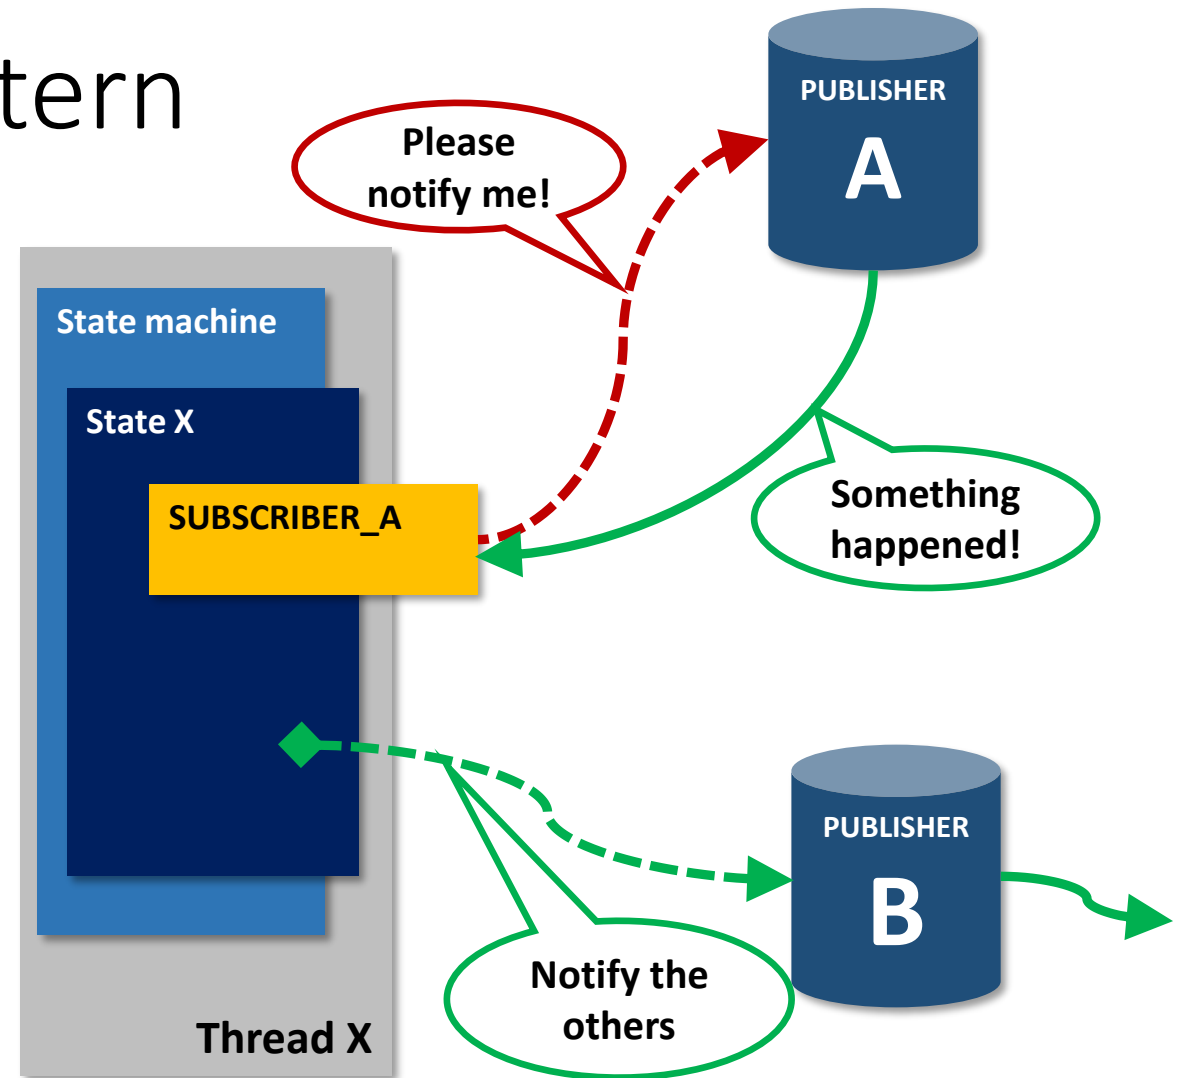 tern
PUBLISHER
A
Please
notify me!
State machine
State X
SUBSCRIBER_A
Something
happened!
PUBLISHER
B
Notify the
others
Thread X